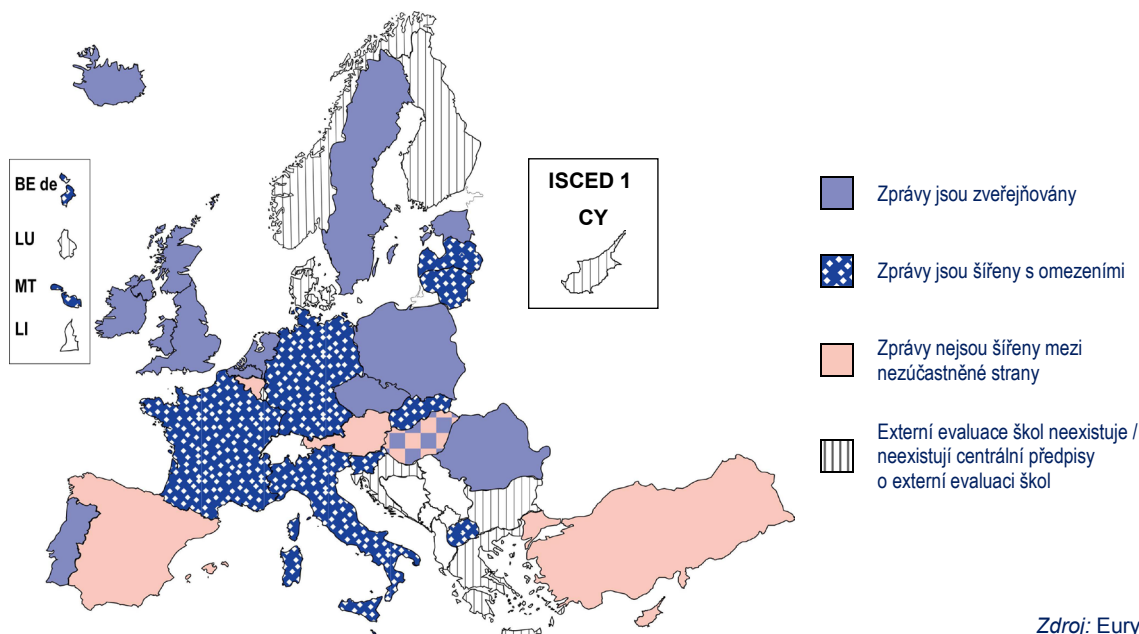 BE de
LU
MT
LI
ISCED 1
CY
Zprávy jsou zveřejňovány
Zprávy jsou šířeny s omezeními
Zprávy nejsou šířeny mezi
nezúčastněné strany
Externí evaluace škol neexistuje /
neexistují centrální předpisy
o externí evaluaci škol
Zdroj: Eury